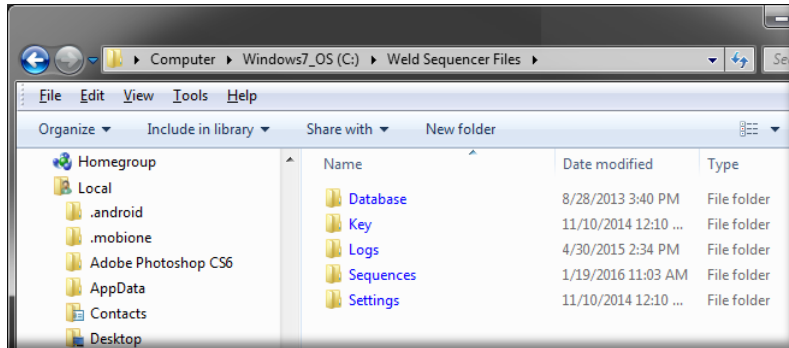 Computer Windows7_OS (C:) Weld Sequencer Files
File Edit View Tools Help
Organize Include in library Share with New folder
Homegroup
Local
.android
.mobione
Adobe Photoshop CS6
AppData
Contacts
Desktop
Name Date modified Type
Database 8/28/2013 3:40 PM File folder
Key 11/10/2014 12:10 ... File folder
Logs 4/30/2015 2:34 PM File folder
Sequences 1/19/2016 11:03 AM File folder
Settings 11/10/2014 12:10 ... File folder